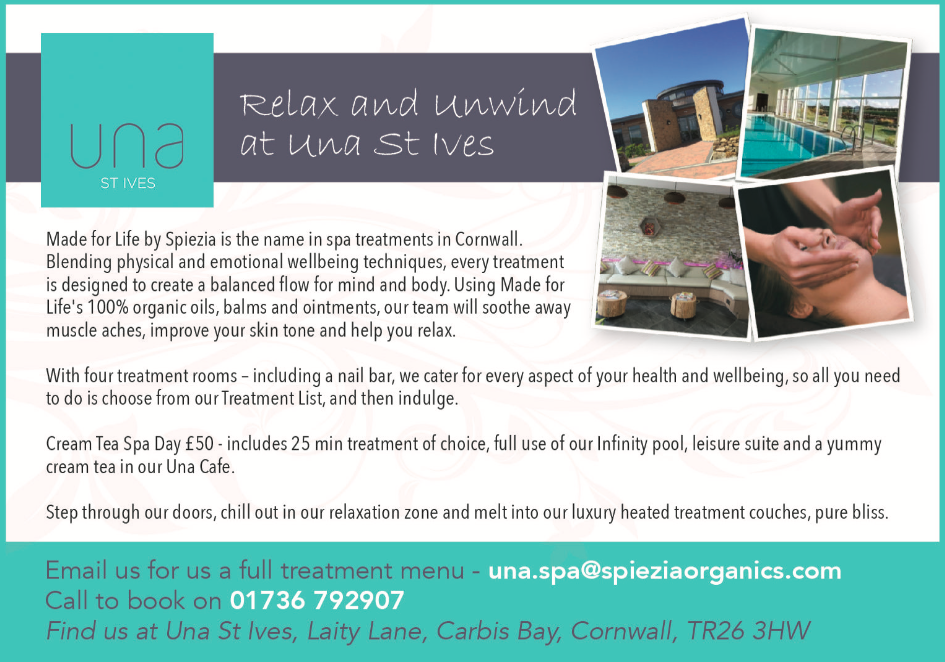 una
ST IVES
Relax and Unwind
at Una St Ives
Made for Life by Spiezia is the name in spa treatments in Cornwall.
Blending physical and emotional wellbeing techniques, every treatment
is designed to create a balanced flow for mind and body. Using Made for
Life's 100% organic oils, balms and ointments, our team will soothe away
muscle aches, improve your skin tone and help you relax.
With four treatment rooms – including a nail bar, we cater for every aspect of your health and wellbeing, so all you need
to do is choose from our Treatment List, and then indulge.
Cream Tea Spa Day £50 - includes 25 min treatment of choice, full use of our Infinity pool, leisure suite and a yummy
cream tea in our Una Cafe.
Step through our doors, chill out in our relaxation zone and melt into our luxury heated treatment couches, pure bliss.
Email us for us a full treatment menu - una.spa@spieziaorganics.com
Call to book on 01736 792907
Find us at Una St Ives, Laity Lane, Carbis Bay, Cornwall, TR26 3HW